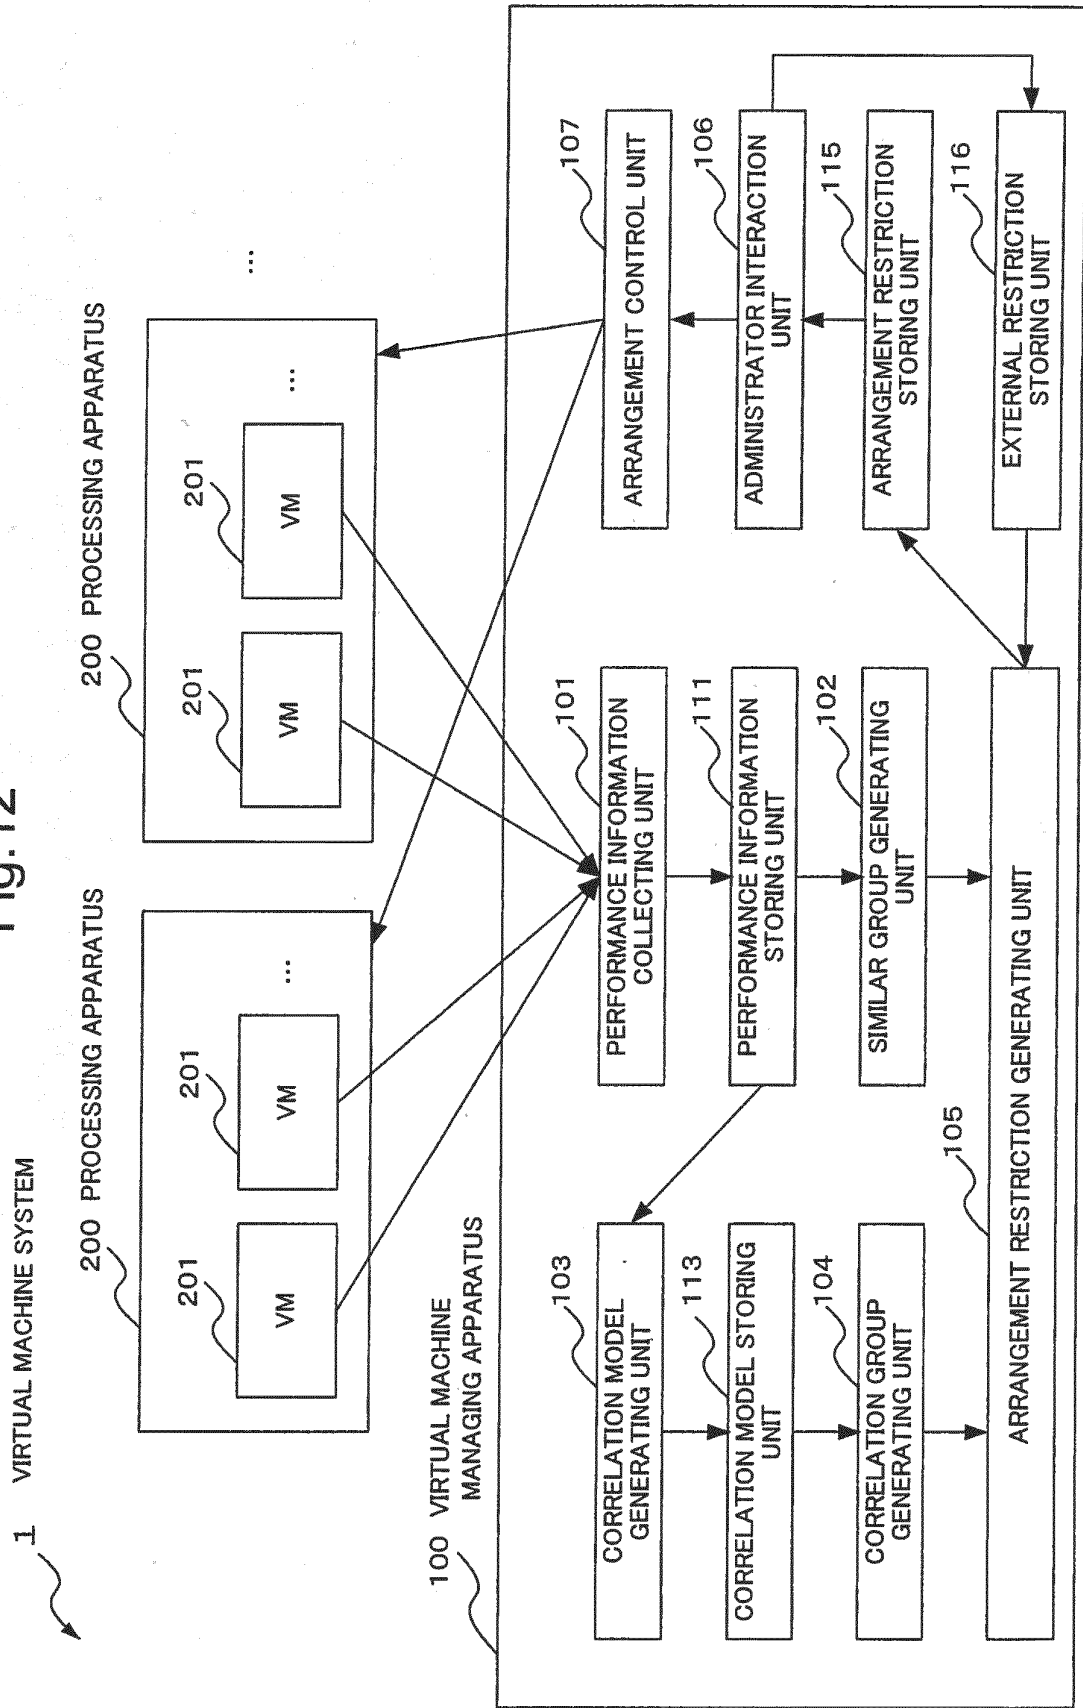 Fig.12
1 VIRTUAL MACHINE SYSTEM
200 PROCESSING APPARATUS
201
VM
201
VM
...
200 PROCESSING APPARATUS
201
VM
201
VM
...
...
100 VIRTUAL MACHINE
MANAGING APPARATUS
103
CORRELATION MODEL
GENERATING UNIT
113
CORRELATION MODEL STORING
UNIT
104
CORRELATION GROUP
GENERATING UNIT
101
PERFORMANCE INFORMATION
COLLECTING UNIT
111
PERFORMANCE INFORMATION
STORING UNIT
102
SIMILAR GROUP GENERATING
UNIT
105
ARRANGEMENT RESTRICTION GENERATING UNIT
107
ARRANGEMENT CONTROL UNIT
106
ADMINISTRATOR INTERACTION
UNIT
115
ARRANGEMENT RESTRICTION
STORING UNIT
116
EXTERNAL RESTRICTION
STORING UNIT